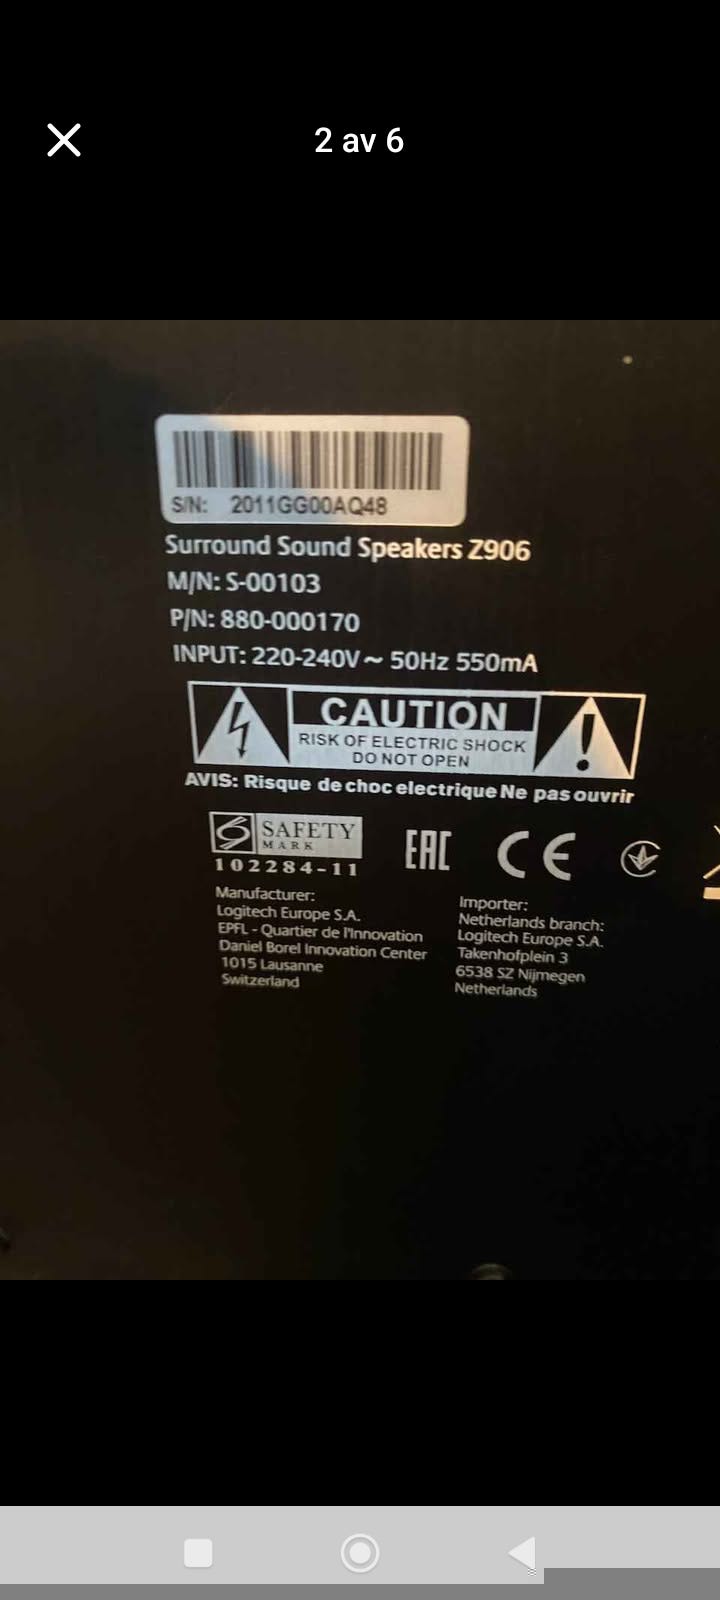 2 av 6
S/N: 2011GG00AQ48
Surround Sound Speakers Z906
M/N: S-00103
P/N: 880-000170
INPUT: 220-240V ~ 50Hz 550mA
CAUTION
RISK OF ELECTRIC SHOCK
DO NOT OPEN
AVIS: Risque de choc electrique Ne pas ouvrir
SAFETY
MARK
102284-11
EAC
CE
Manufacturer:
Logitech Europe S.A.
EPFL - Quartier de l'Innovation
Daniel Borel Innovation Center
1015 Lausanne
Switzerland
Importer:
Netherlands branch:
Logitech Europe S.A.
Takenhofplein 3
6538 SZ Nijmegen
Netherlands